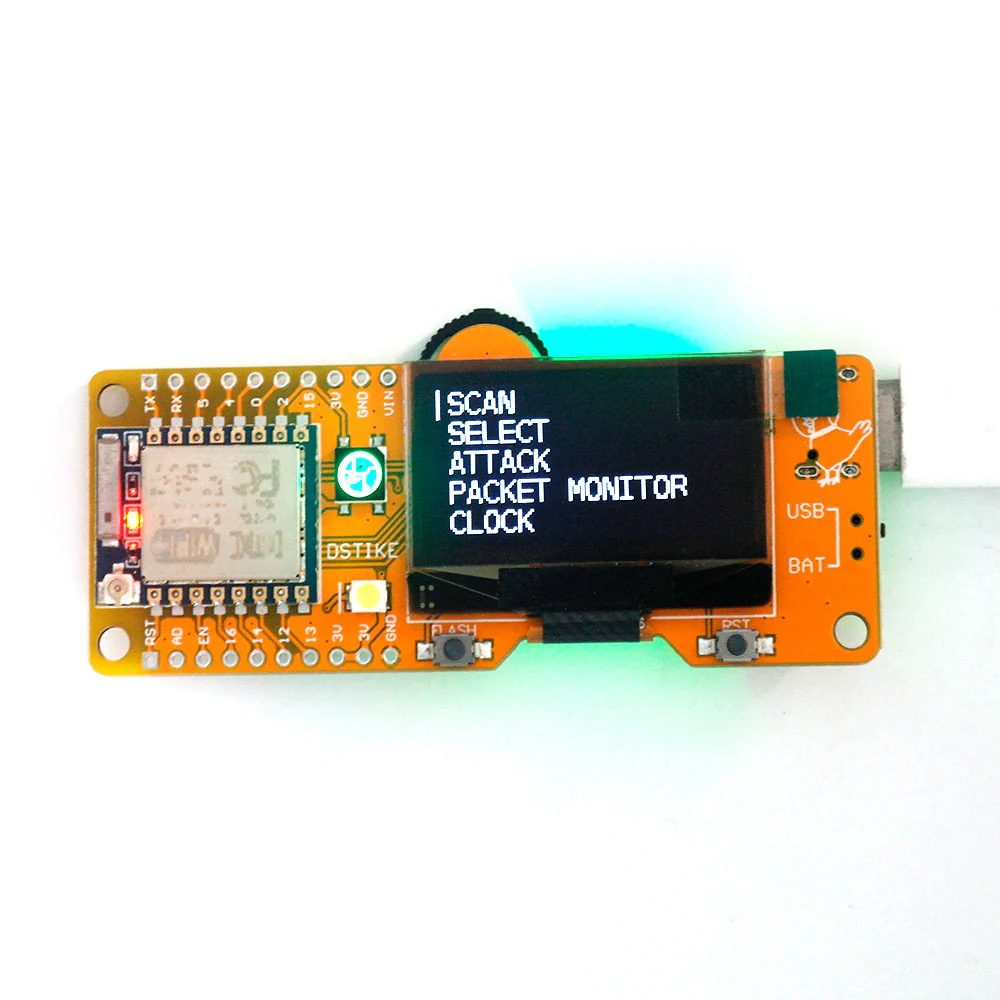 TX
RX
5
4
0
2
15
3V
GND
VIN
SCAN
SELECT
ATTACK
PACKET MONITOR
CLOCK
USB
BAT
DSTIKE
FLASH
RST
RST
AD
EN
16
14
12
13
3V
3V
GND